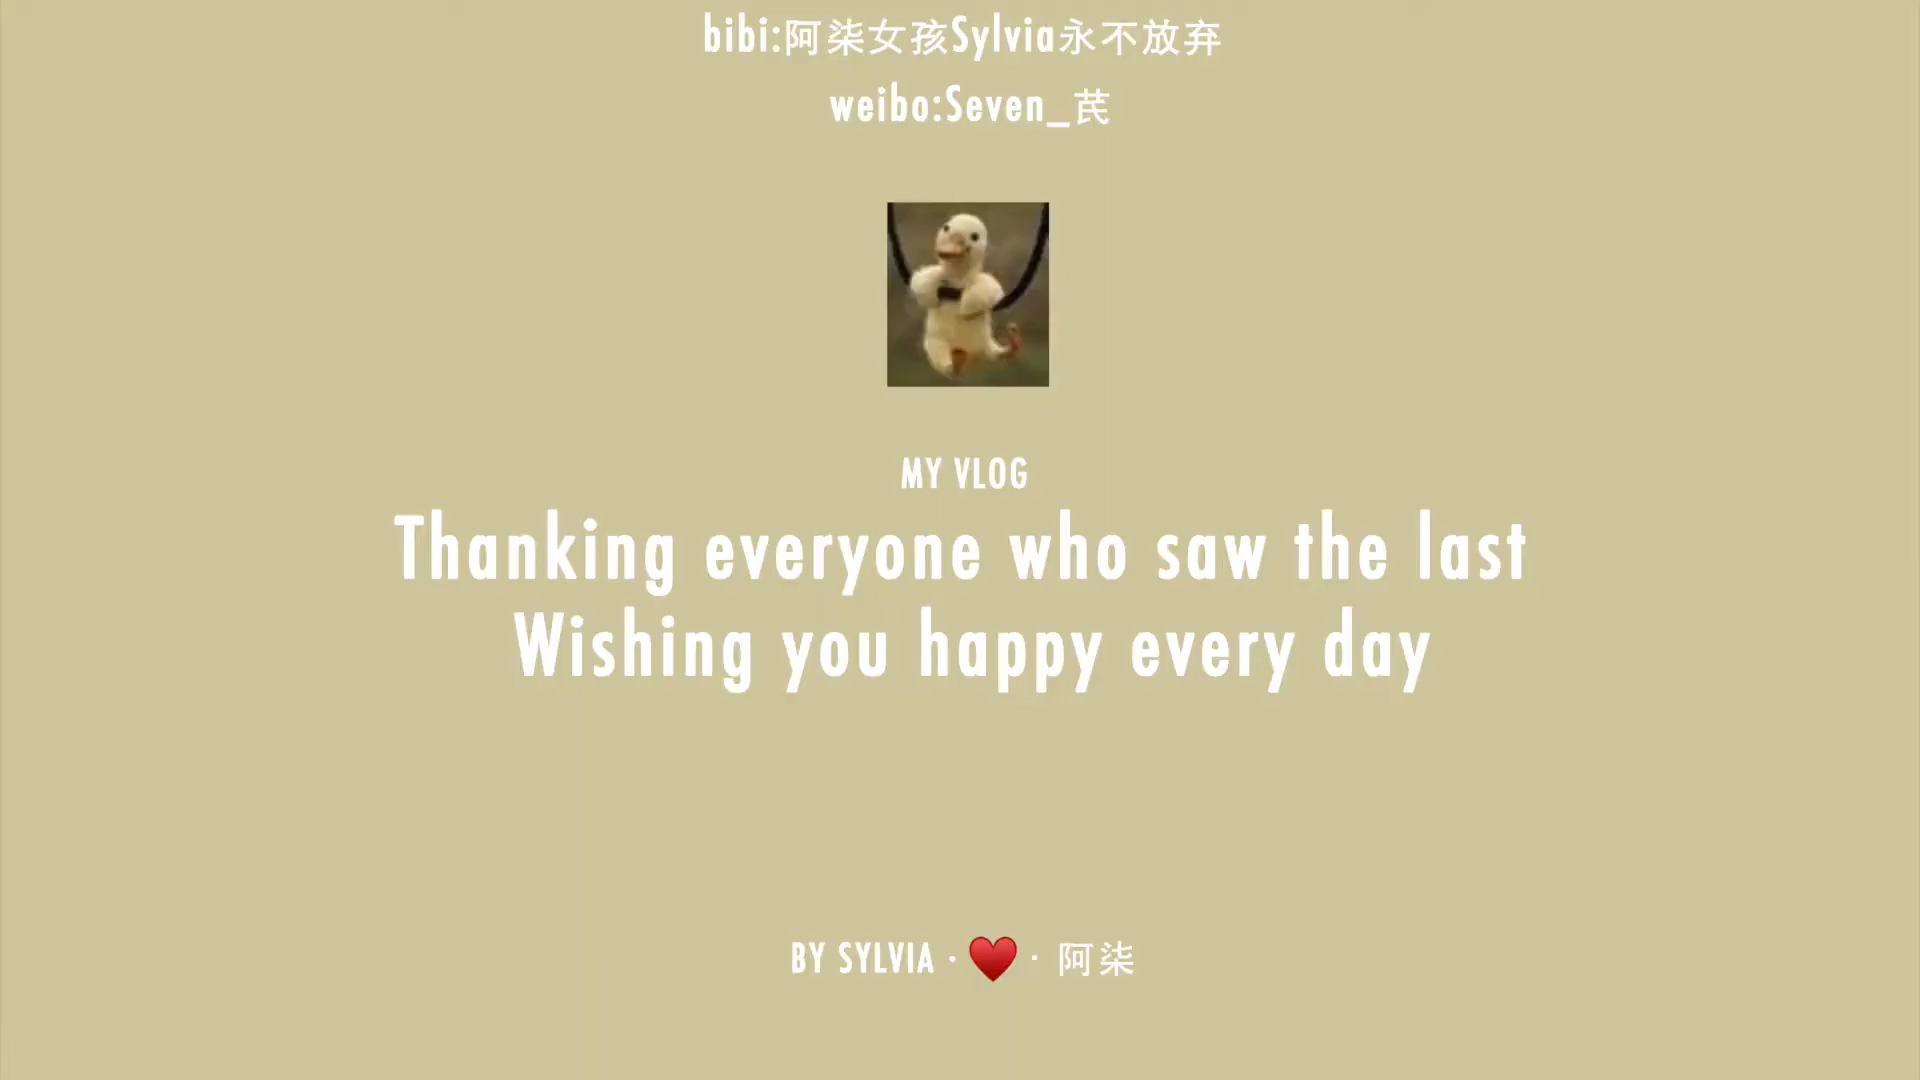 bibi:阿柒女孩Sylvia永不放弃
weibo:Seven_芪
MY VLOG
Thanking everyone who saw the last
Wishing you happy every day
BY SYLVIA · ❤️ · 阿柒